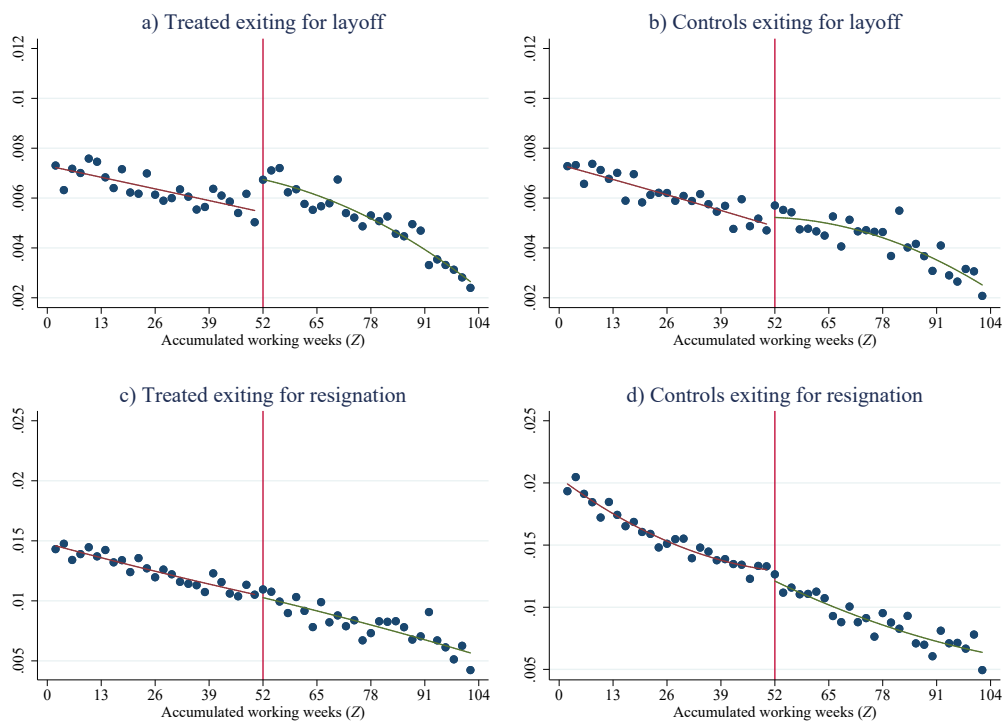 a) Treated exiting for layoff
.012
.01
.008
.006
.004
.002
0 13 26 39 52 65 78 91 104
Accumulated working weeks (Z)
b) Controls exiting for layoff
.012
.01
.008
.006
.004
.002
0 13 26 39 52 65 78 91 104
Accumulated working weeks (Z)
c) Treated exiting for resignation
.025
.02
.015
.01
.005
0 13 26 39 52 65 78 91 104
Accumulated working weeks (Z)
d) Controls exiting for resignation
.025
.02
.015
.01
.005
0 13 26 39 52 65 78 91 104
Accumulated working weeks (Z)